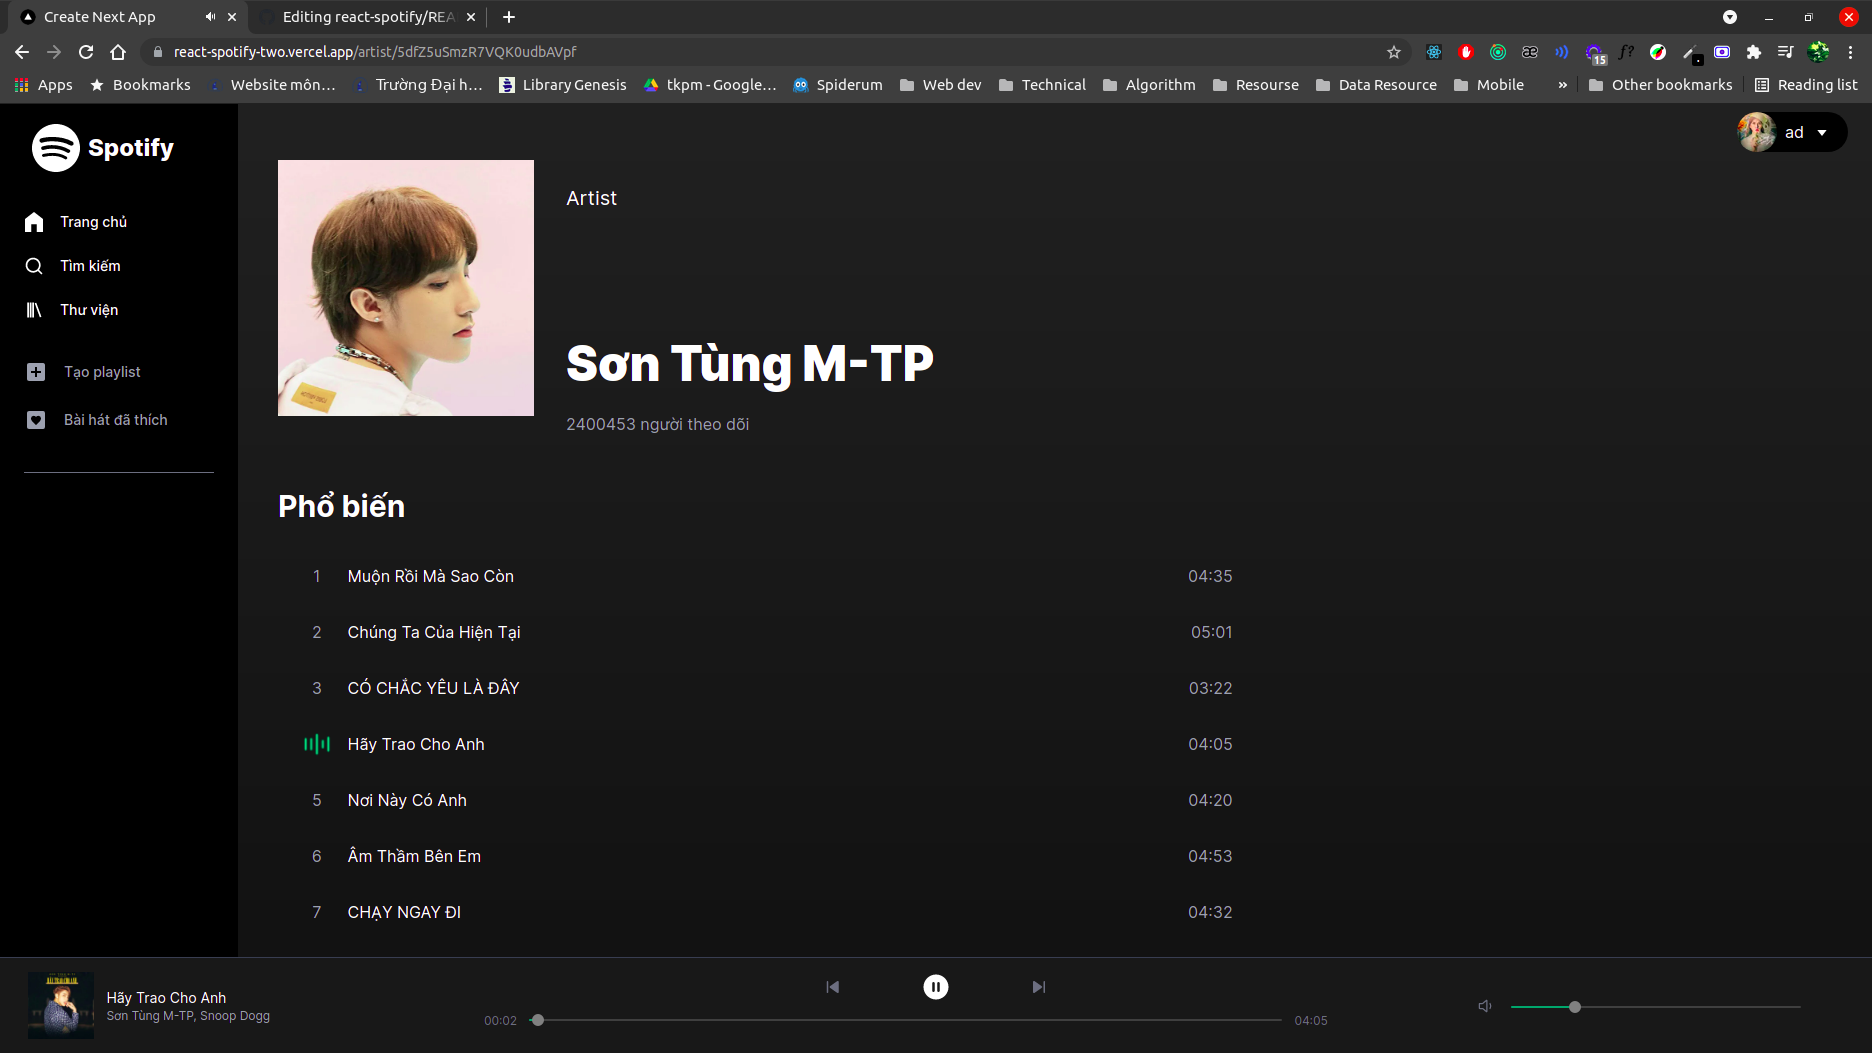 Create Next App
Editing react-spotify/REA
react-spotify-two.vercel.app/artist/5dfZ5uSmzR7VQK0udbAVpf
15
Apps Bookmarks Website môn... Trường Đại h... Library Genesis tkpm - Google... Spiderum Web dev Technical Algorithm Resourse Data Resource Mobile » Other bookmarks Reading list
Spotify
ad
Trang chủ
Tìm kiếm
Thư viện
Tạo playlist
Bài hát đã thích
Artist
Sơn Tùng M-TP
2400453 người theo dõi
Phổ biến
1 Muộn Rồi Mà Sao Còn 04:35
2 Chúng Ta Của Hiện Tại 05:01
3 CÓ CHẮC YÊU LÀ ĐÂY 03:22
Hãy Trao Cho Anh 04:05
5 Nơi Này Có Anh 04:20
6 Âm Thầm Bên Em 04:53
7 CHẠY NGAY ĐI 04:32
Hãy Trao Cho Anh
Sơn Tùng M-TP, Snoop Dogg
00:02 04:05